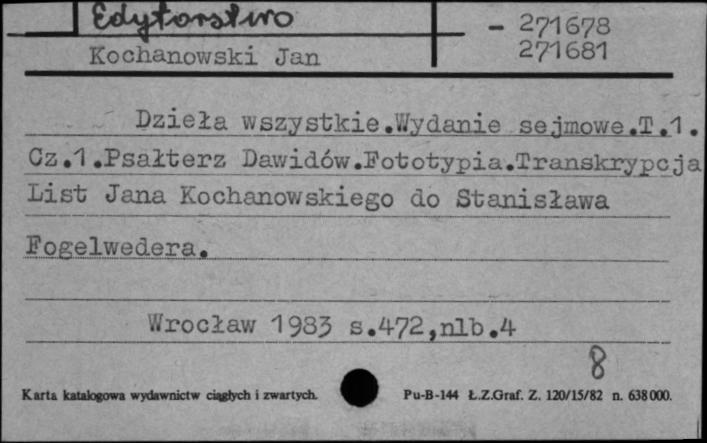 Edytorstwo
- 271678
Kochanowski Jan
271681
Dzieła wszystkie.Wydanie sejmowe.T.1.
Cz.1.Psałterz Dawidów.Fototypia.Transkrypcja
List Jana Kochanowskiego do Stanisława
Fogelwedera.
Wrocław 1983 s.472,nlb.4
8
Karta katalogowa wydawnictw ciągłych i zwartych.
Pu-B-144 Ł.Z.Graf. Z. 120/15/82 n. 638000.